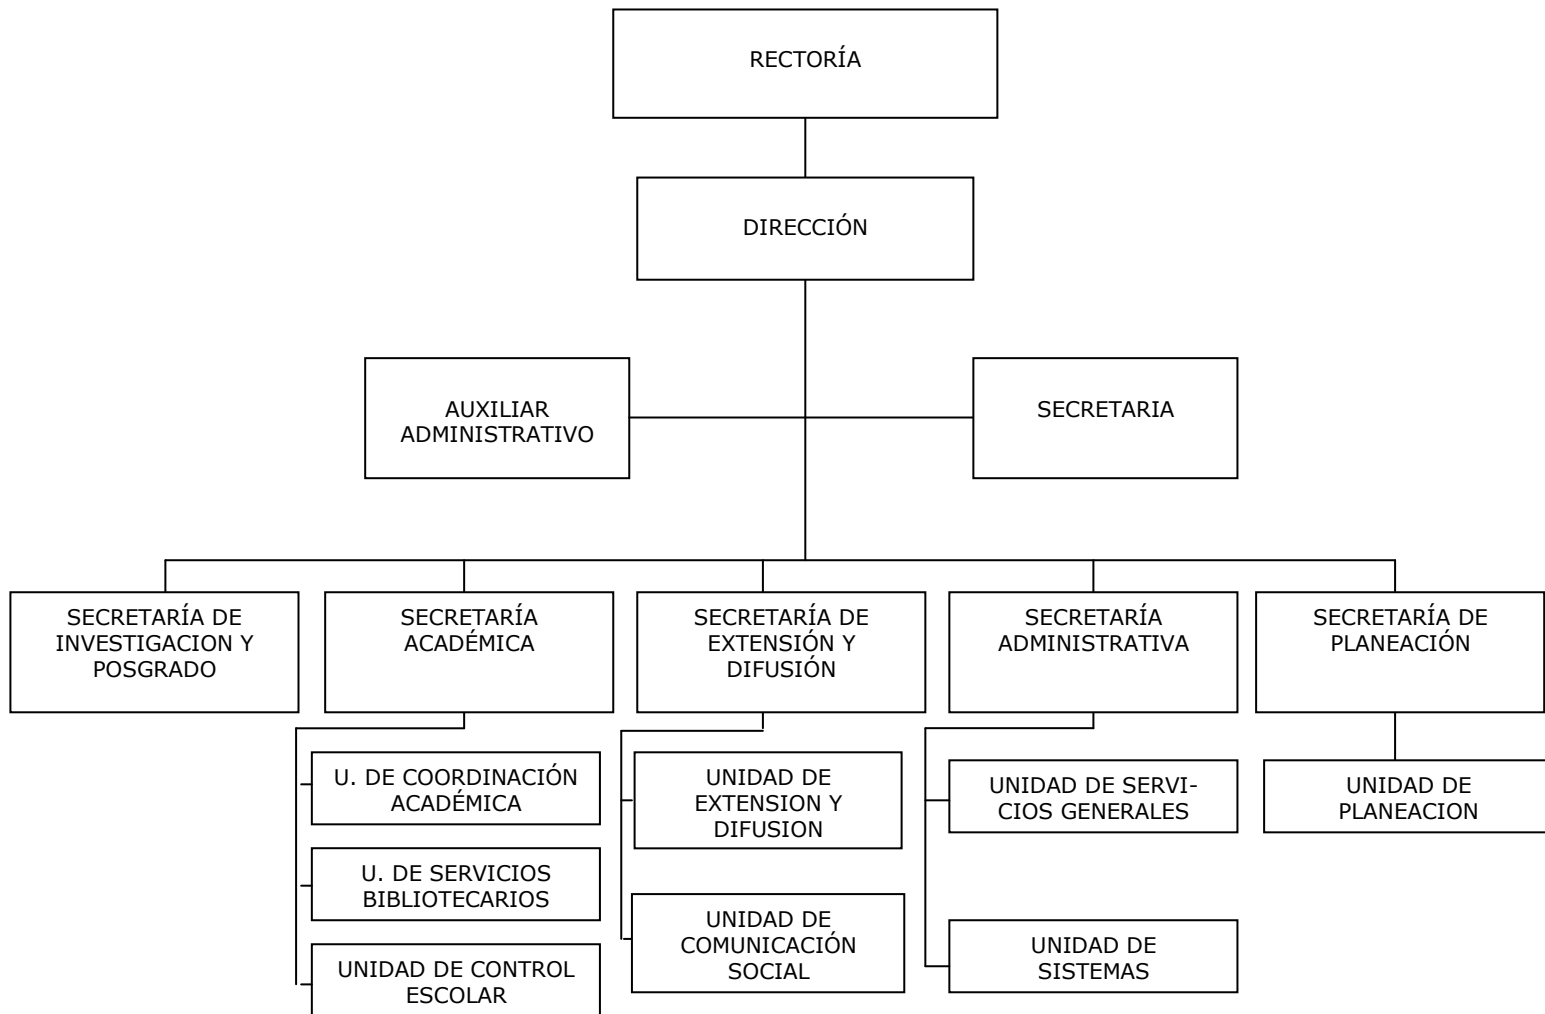 RECTORÍA
DIRECCIÓN
AUXILIAR
ADMINISTRATIVO
SECRETARIA
SECRETARÍA DE
INVESTIGACION Y
POSGRADO
SECRETARÍA
ACADÉMICA
SECRETARÍA DE
EXTENSIÓN Y
DIFUSIÓN
SECRETARÍA
ADMINISTRATIVA
SECRETARÍA DE
PLANEACIÓN
U. DE COORDINACIÓN
ACADÉMICA
U. DE SERVICIOS
BIBLIOTECARIOS
UNIDAD DE CONTROL
ESCOLAR
UNIDAD DE
EXTENSION Y
DIFUSION
UNIDAD DE
COMUNICACIÓN
SOCIAL
UNIDAD DE SERVI-
CIOS GENERALES
UNIDAD DE
SISTEMAS
UNIDAD DE
PLANEACION